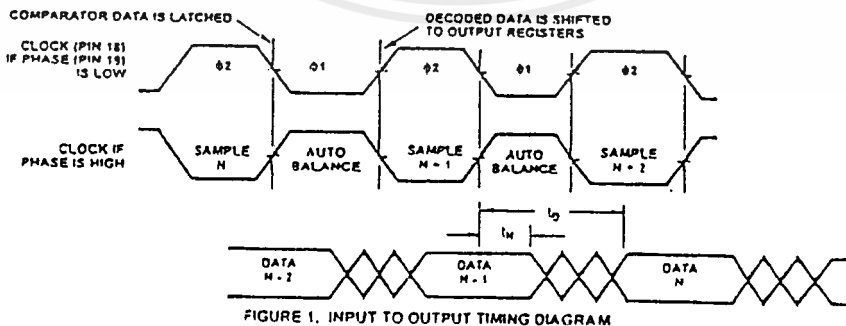 COMPARATOR DATA IS LATCHED
DECODED DATA IS SHIFTED
TO OUTPUT REGISTERS
CLOCK (PIN 18)
IF PHASE (PIN 19)
IS LOW
ϕ2
ϕ1
ϕ2
ϕ1
ϕ2
CLOCK IF
PHASE IS HIGH
SAMPLE
N
AUTO
BALANCE
SAMPLE
N + 1
AUTO
BALANCE
SAMPLE
N + 2
tD
tH
DATA
N - 2
DATA
N - 1
DATA
N
FIGURE 1. INPUT TO OUTPUT TIMING DIAGRAM